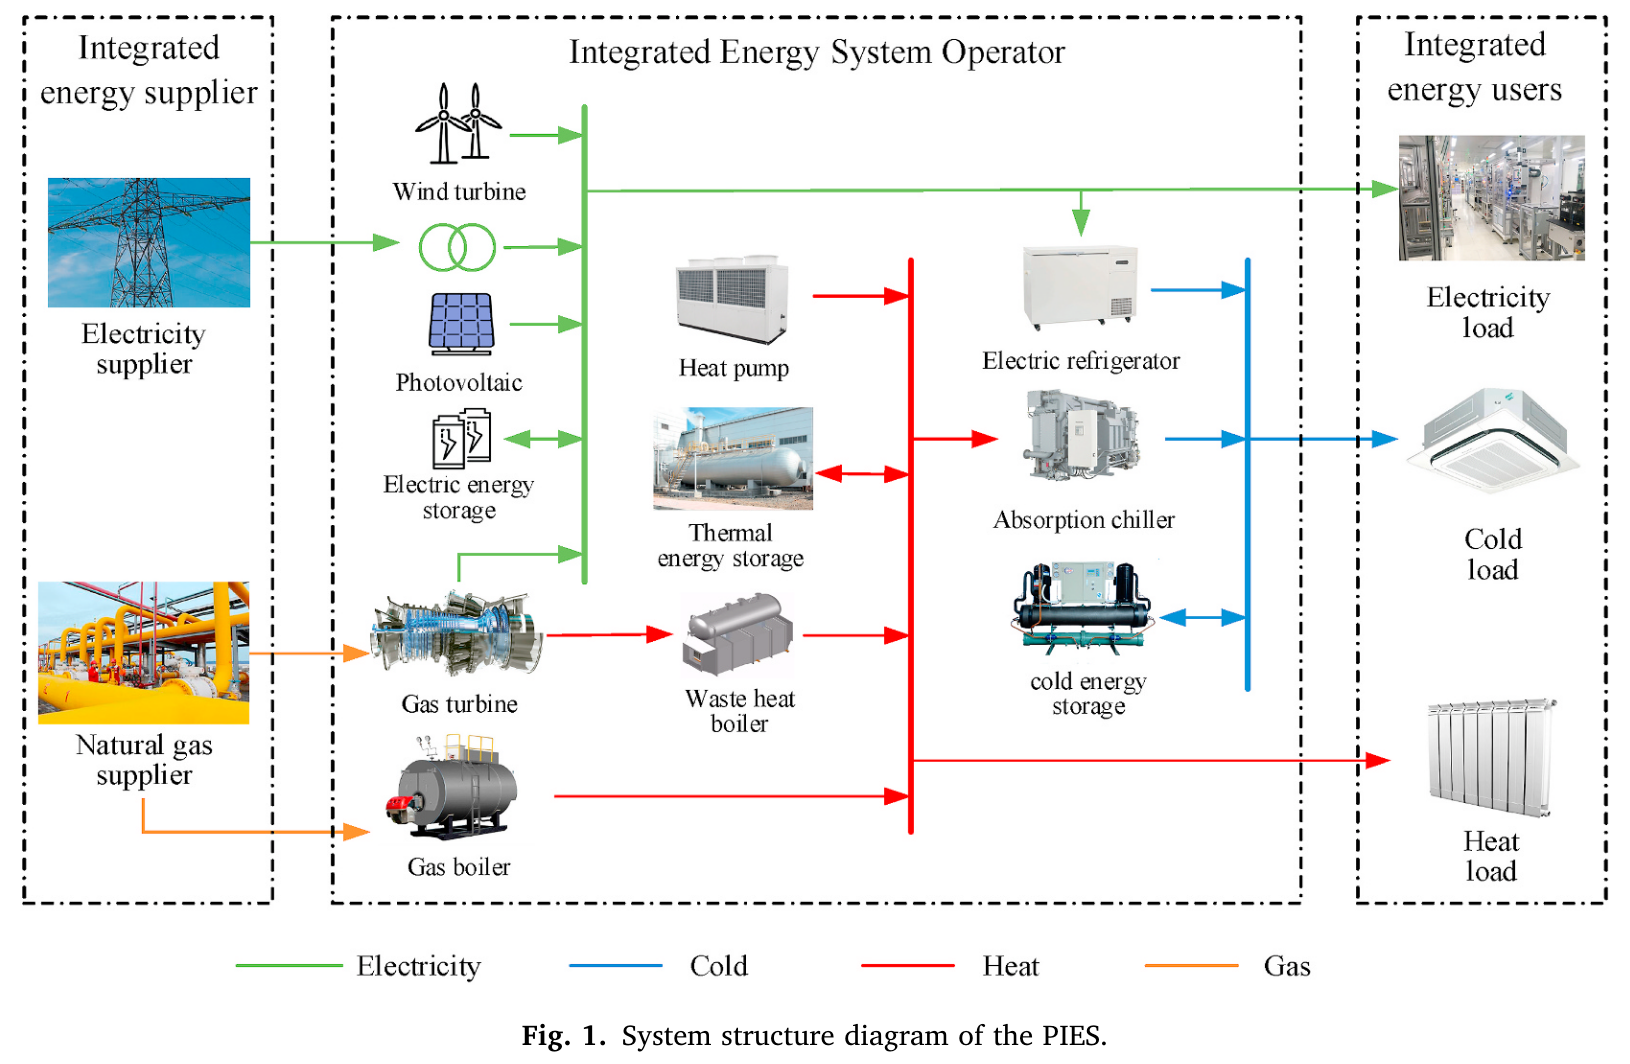 Integrated
energy supplier
Electricity
supplier
Natural gas
supplier
Integrated Energy System Operator
Wind turbine
Photovoltaic
Electric energy
storage
Gas turbine
Gas boiler
Heat pump
Thermal
energy storage
Waste heat
boiler
Electric refrigerator
Absorption chiller
cold energy
storage
Integrated
energy users
Electricity
load
Cold
load
Heat
load
Electricity
Cold
Heat
Gas
Fig. 1. System structure diagram of the PIES.